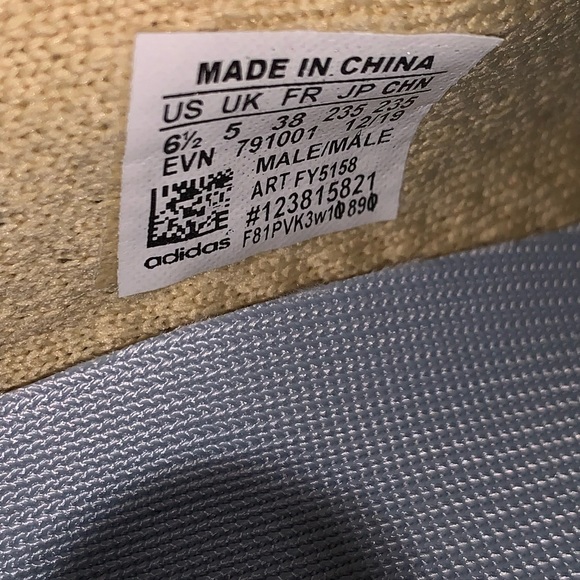 MADE IN CHINA
US UK FR JP CHN
6½ 5 38 235 235
EVN 791001 12/19
MALE/MÂLE
ART FY5158
#123815821
F81PVK3w10890
adidas